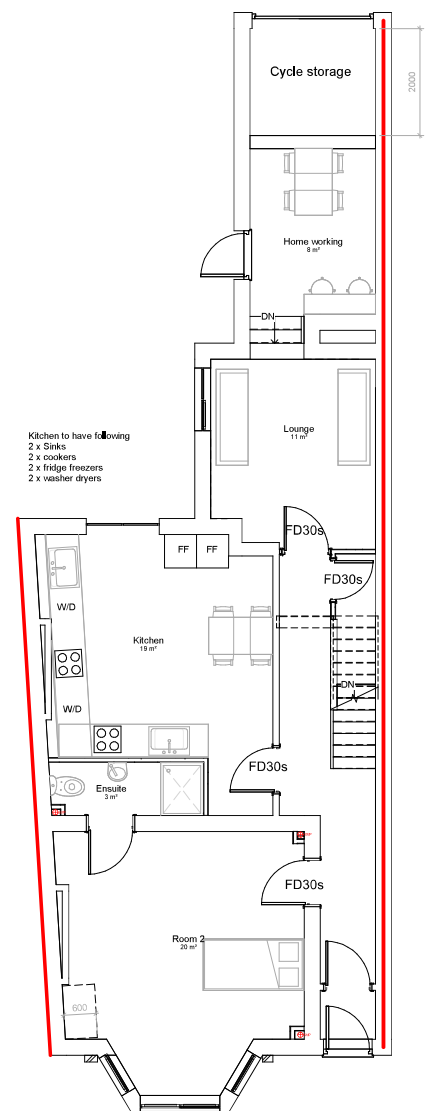 Cycle storage
2000
Home working
8 m²
DN
Lounge
11 m²
Kitchen to have following
2 x Sinks
2 x cookers
2 x fridge freezers
2 x washer dryers
FD30s
FF FF
FD30s
W/D
Kitchen
19 m²
DN
W/D
FD30s
Ensuite
3 m²
FD30s
Room 2
20 m²
600